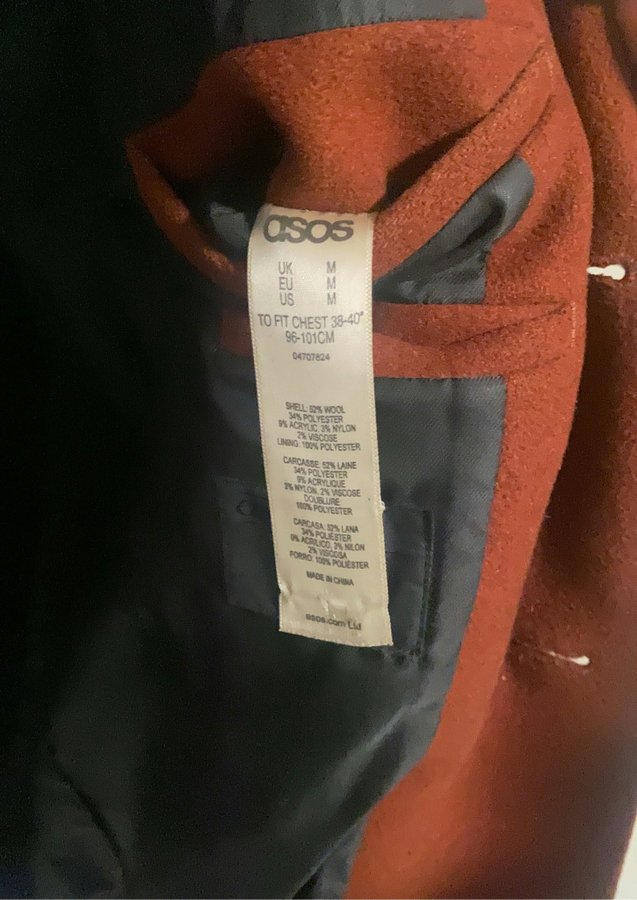 asos
UK M
EU M
US M
TO FIT CHEST 38-40"
96-101CM
04707824
SHELL: 52% WOOL
34% POLYESTER
9% ACRYLIC, 3% NYLON
2% VISCOSE
LINING: 100% POLYESTER
CARCASSE: 52% LAINE
34% POLYESTER
9% ACRYLIQUE
3% NYLON, 2% VISCOSE
DOUBLURE
100% POLYESTER
CARCASA: 52% LANA
34% POLIÉSTER
9% ACRÍLICO, 3% NILON
2% VISCOSA
FORRO: 100% POLIÉSTER
MADE IN CHINA
asos.com Ltd